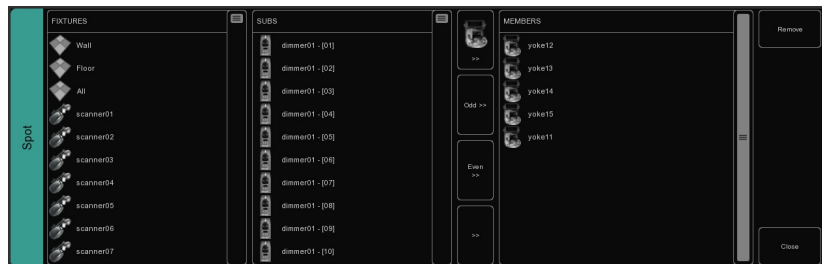 Spot
FIXTURES
Wall
Floor
All
scanner01
scanner02
scanner03
scanner04
scanner05
scanner06
scanner07
SUBS
dimmer01 - [01]
dimmer01 - [02]
dimmer01 - [03]
dimmer01 - [04]
dimmer01 - [05]
dimmer01 - [06]
dimmer01 - [07]
dimmer01 - [08]
dimmer01 - [09]
dimmer01 - [10]
>>
Odd >>
Even
>>
>>
MEMBERS
yoke12
yoke13
yoke14
yoke15
yoke11
Remove
Close